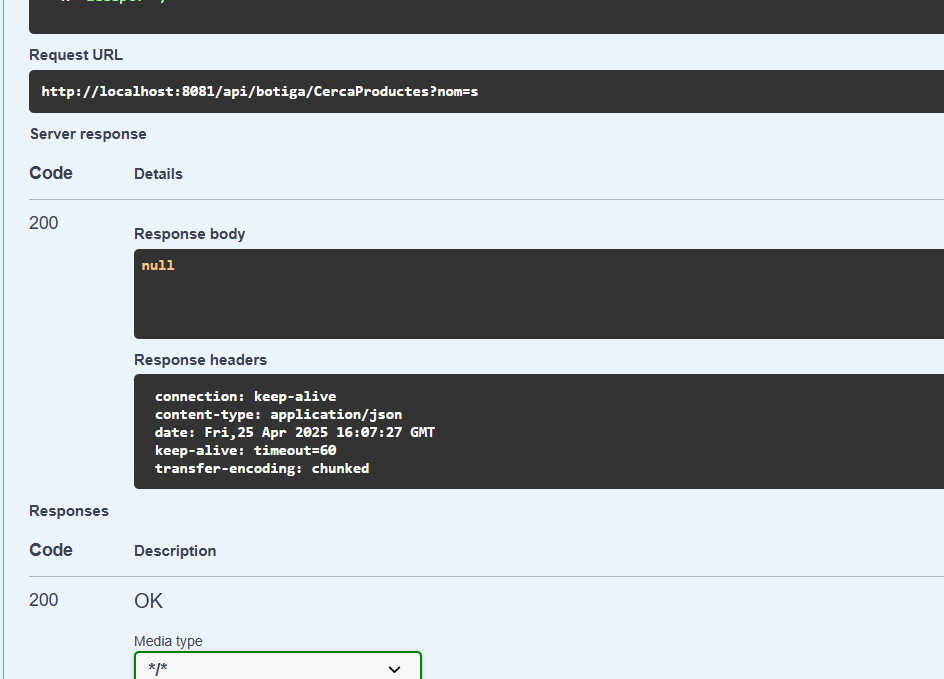 Request URL
http://localhost:8081/api/botiga/CercaProductes?nom=s
Server response
Code Details
200
Response body
null
Response headers
connection: keep-alive
content-type: application/json
date: Fri,25 Apr 2025 16:07:27 GMT
keep-alive: timeout=60
transfer-encoding: chunked
Responses
Code Description
200 OK
Media type
*/*